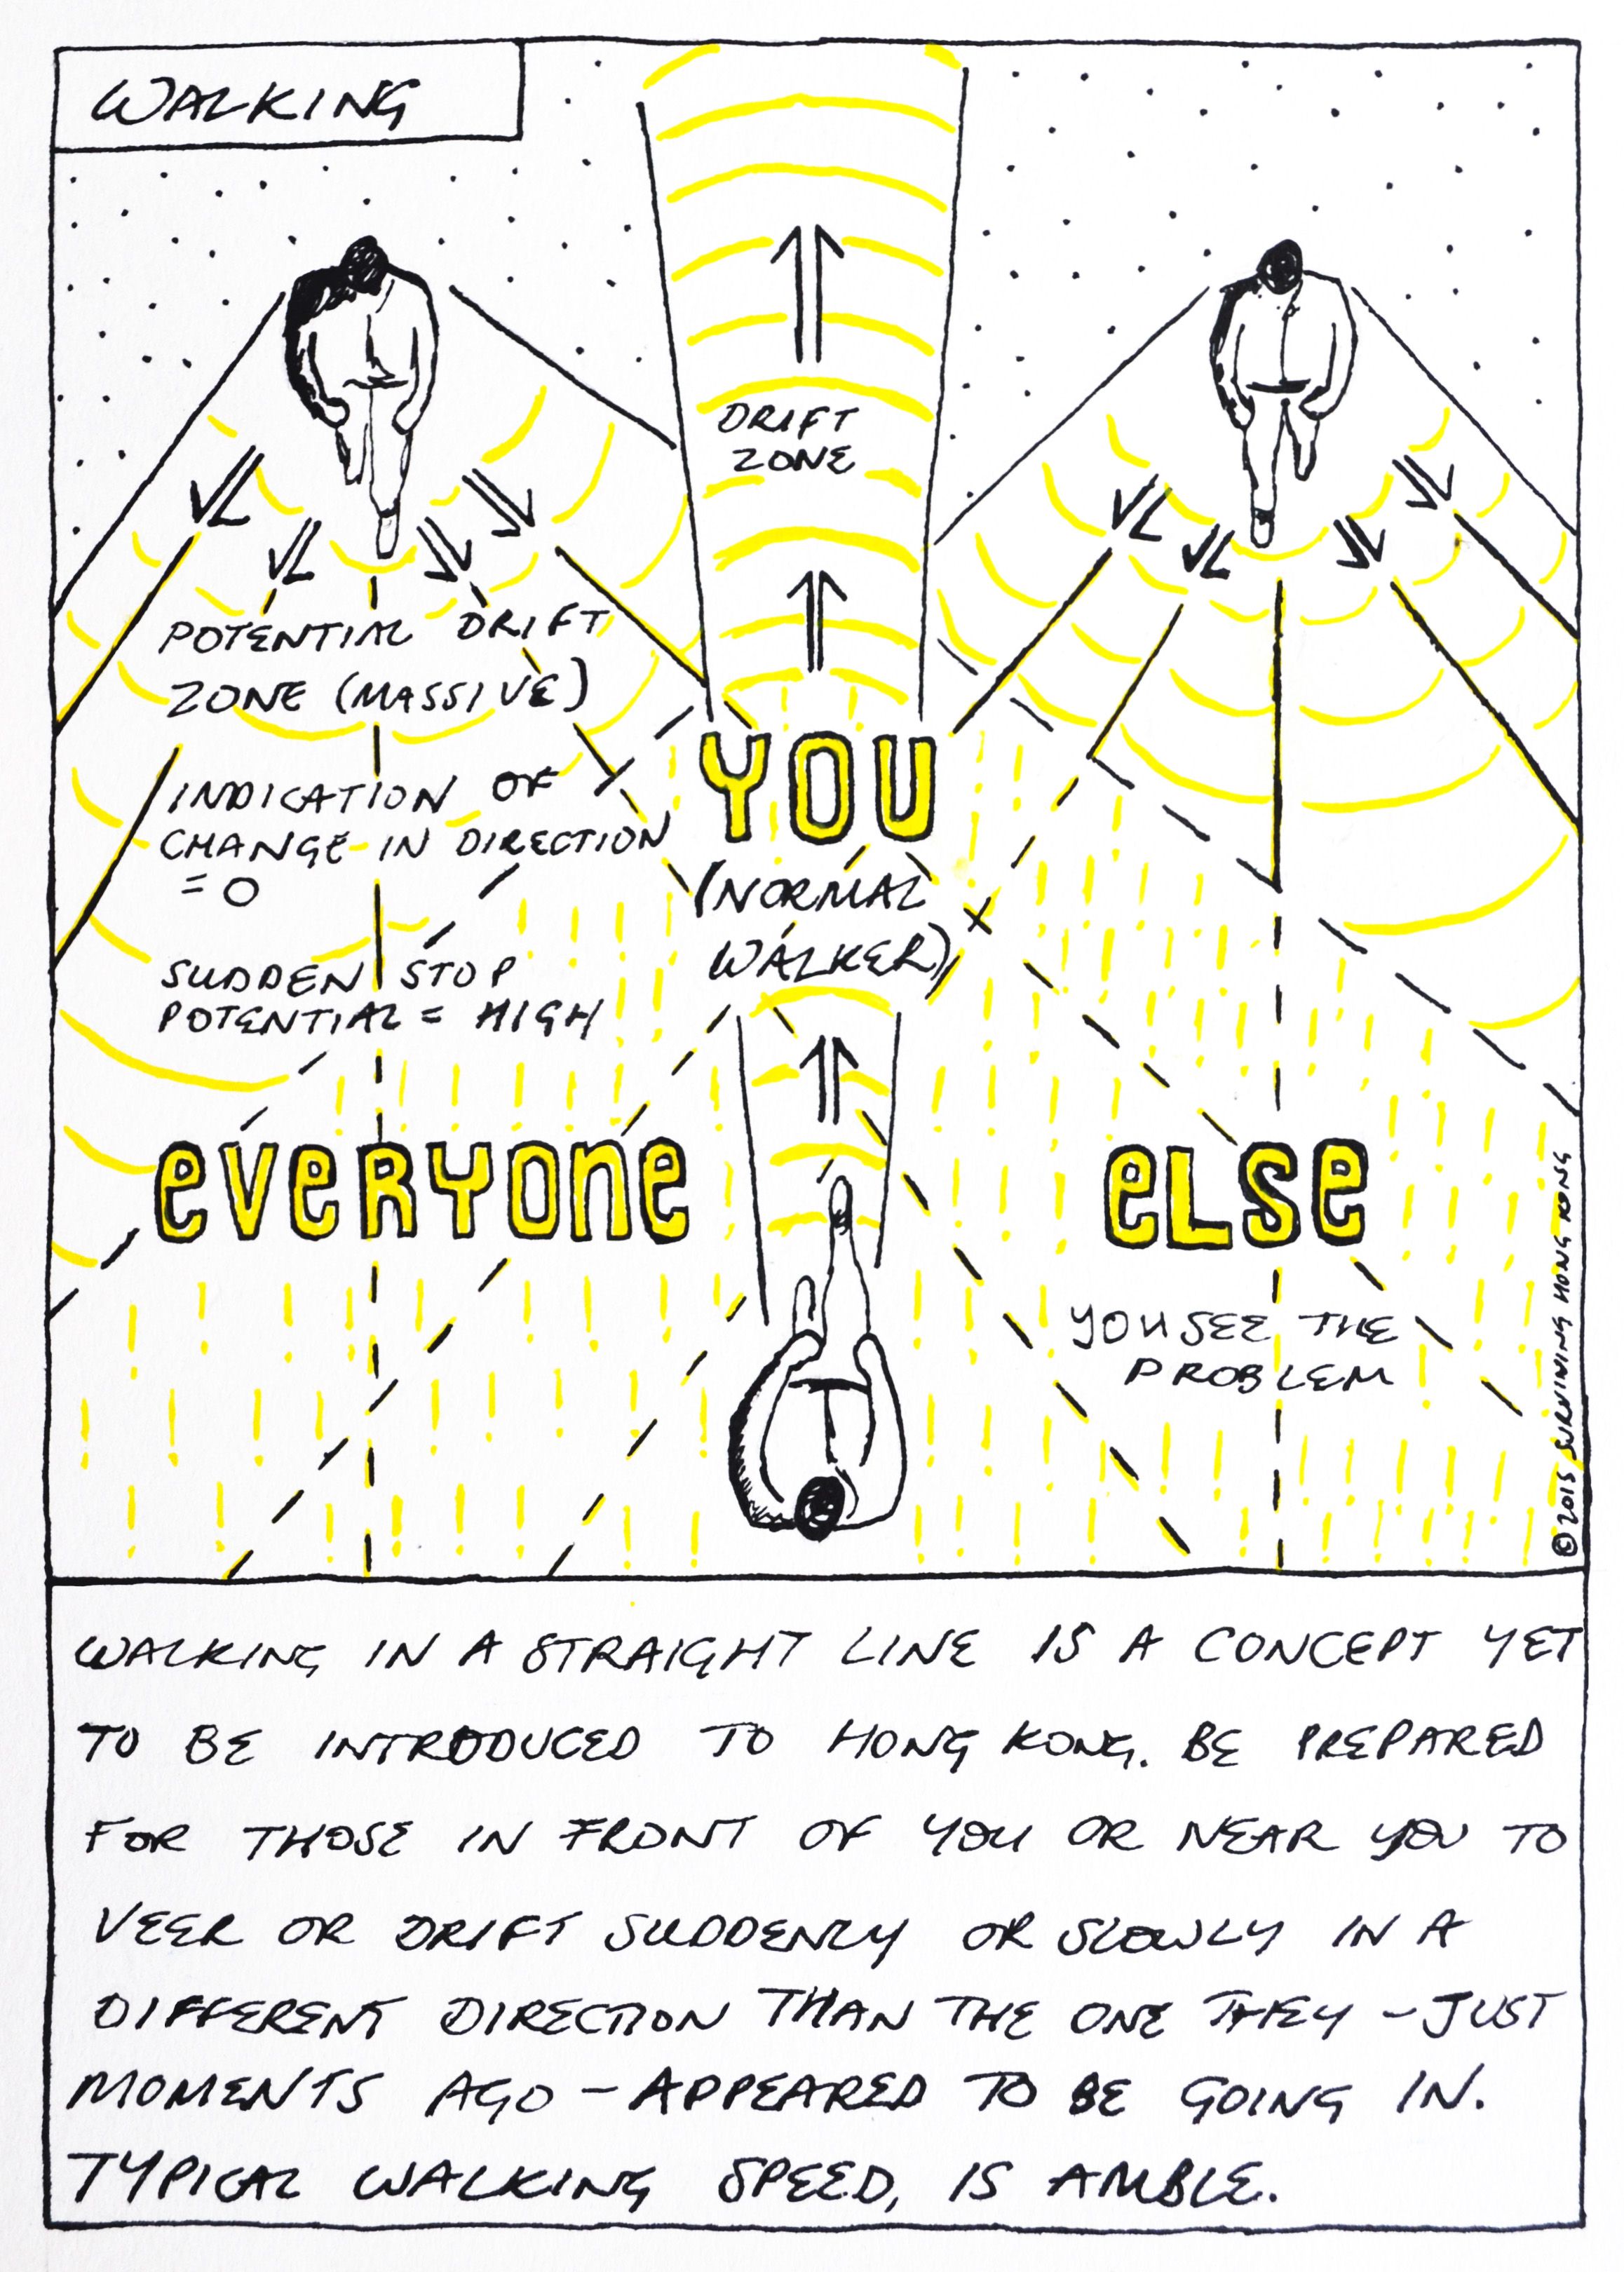 WALKING
DRIFT
ZONE
POTENTIAL DRIFT
ZONE (MASSIVE)
INDICATION OF
CHANGE IN DIRECTION
= 0
SUDDEN STOP
POTENTIAL = HIGH
YOU
(NORMAL
WALKER)
EVERYONE ELSE
YOU SEE THE
PROBLEM
© 2015 SURVIVING HONG KONG
WALKING IN A STRAIGHT LINE IS A CONCEPT YET
TO BE INTRODUCED TO HONG KONG. BE PREPARED
FOR THOSE IN FRONT OF YOU OR NEAR YOU TO
VEER OR DRIFT SUDDENLY OR SLOWLY IN A
DIFFERENT DIRECTION THAN THE ONE THEY – JUST
MOMENTS AGO – APPEARED TO BE GOING IN.
TYPICAL WALKING SPEED, IS AMBLE.